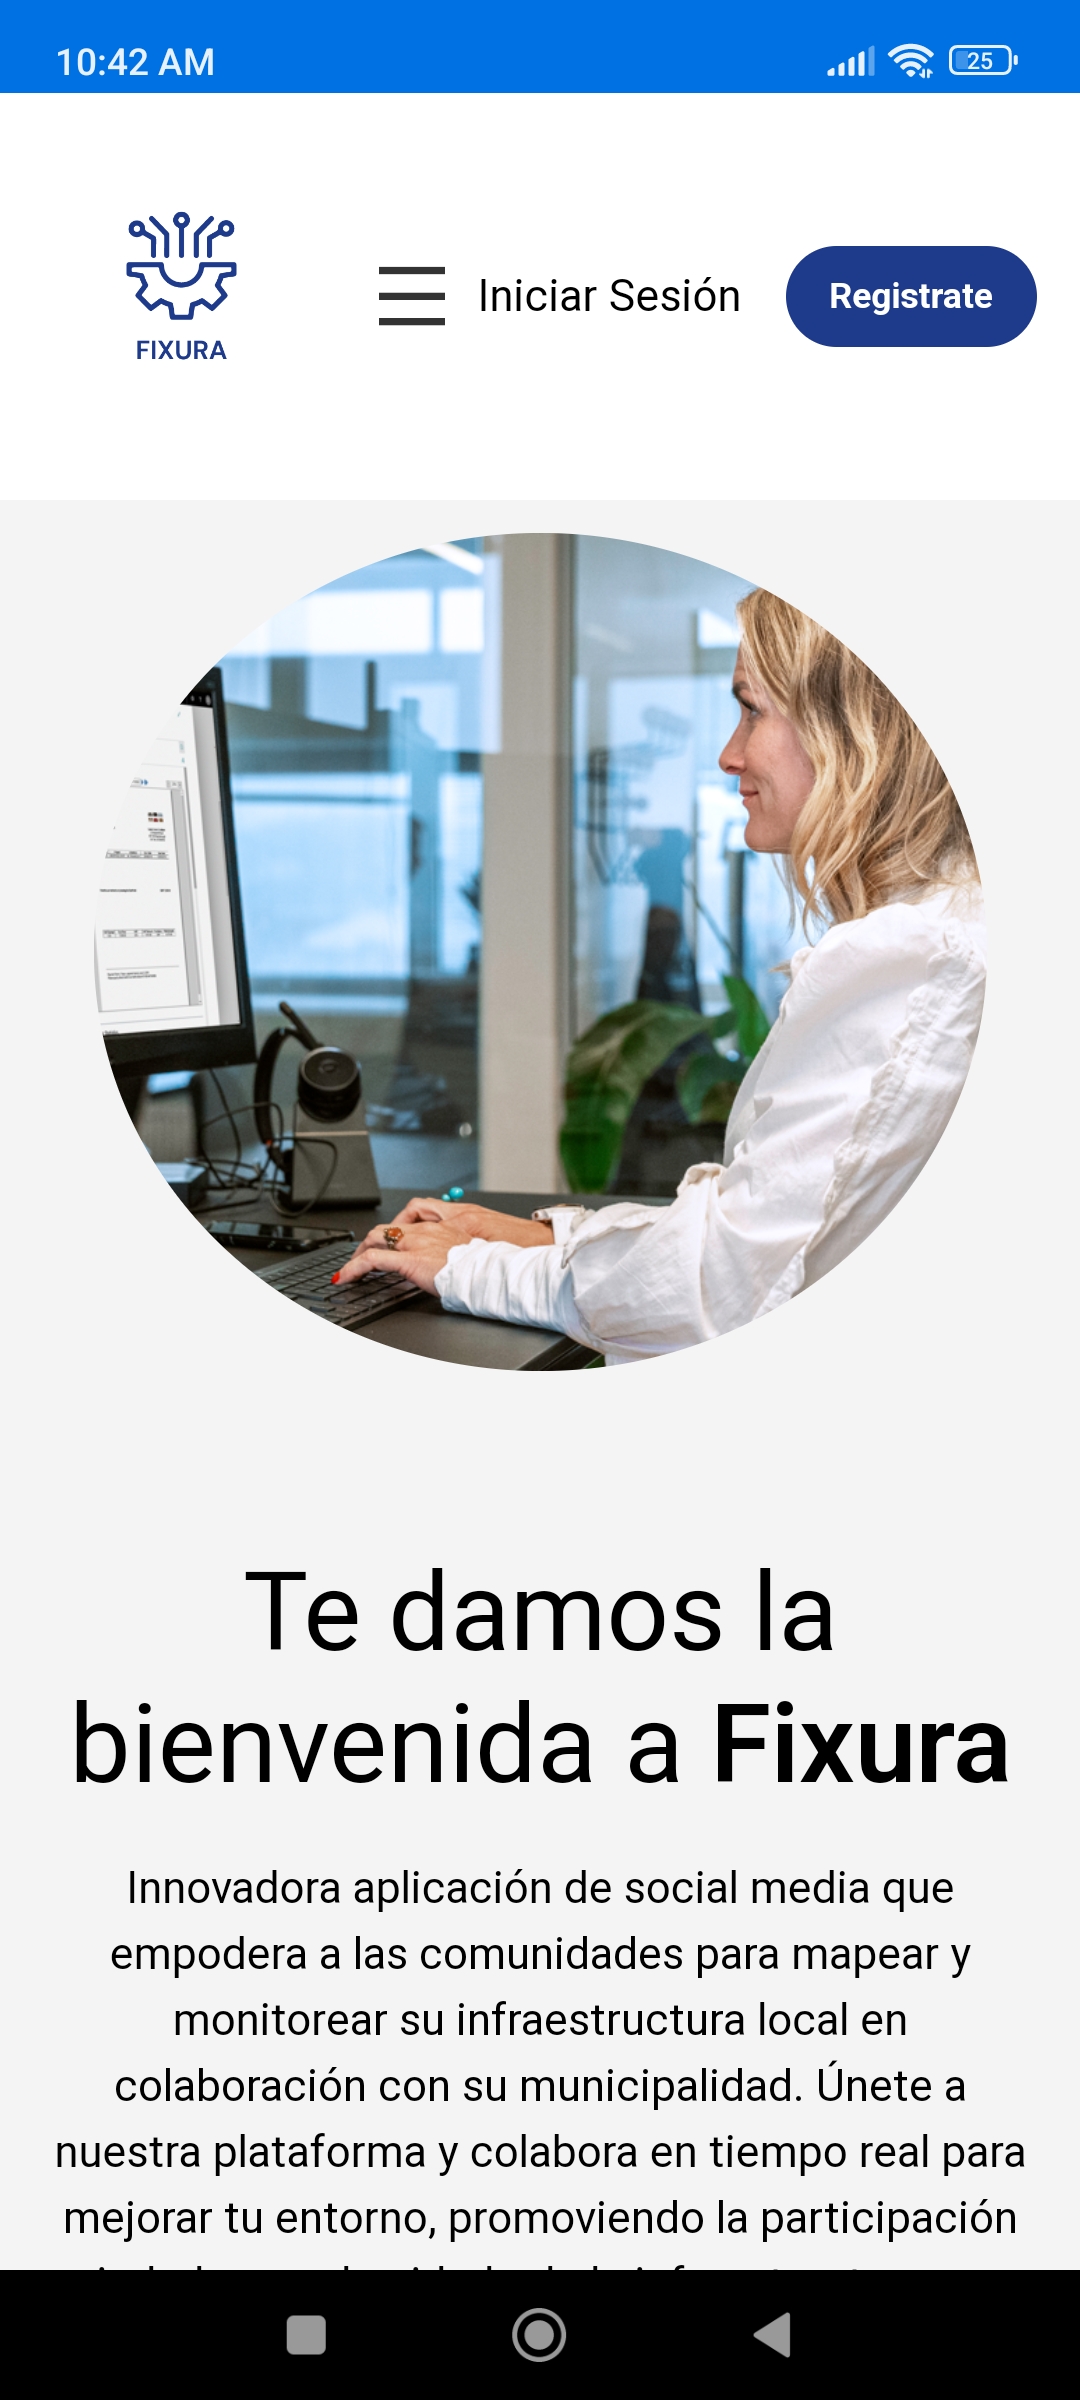 10:42 AM
25
FIXURA
Iniciar Sesión
Registrate
Te damos la
bienvenida a Fixura
Innovadora aplicación de social media que
empodera a las comunidades para mapear y
monitorear su infraestructura local en
colaboración con su municipalidad. Únete a
nuestra plataforma y colabora en tiempo real para
mejorar tu entorno, promoviendo la participación